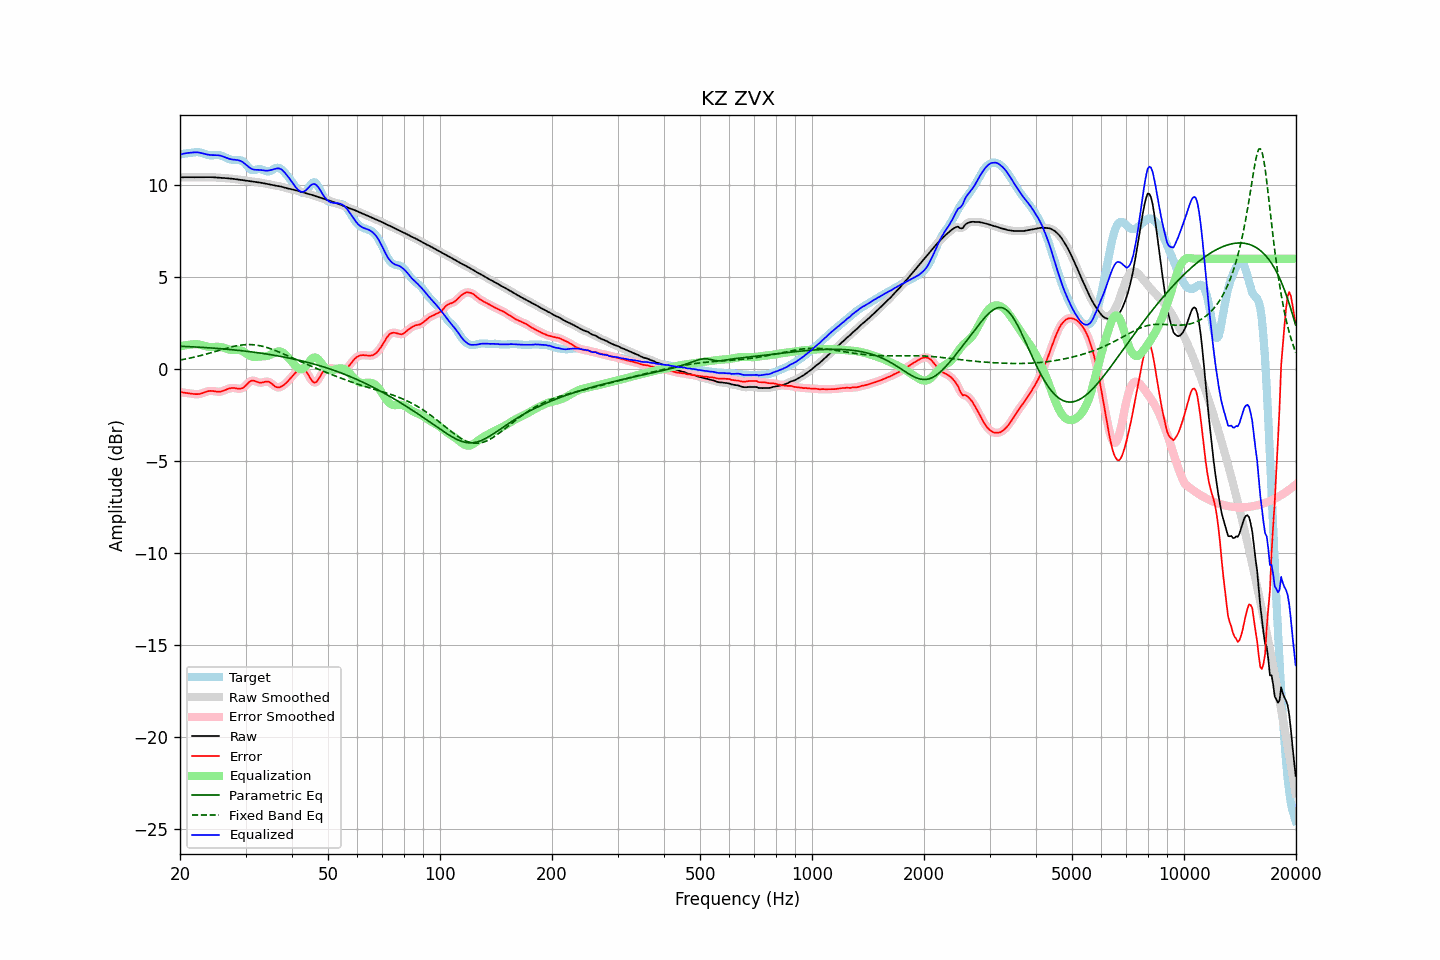 KZ ZVX
Amplitude (dBr)
10
5
0
−5
−10
−15
−20
−25
Target
Raw Smoothed
Error Smoothed
Raw
Error
Equalization
Parametric Eq
Fixed Band Eq
Equalized
20 50 100 200 500 1000 2000 5000 10000 20000
Frequency (Hz)